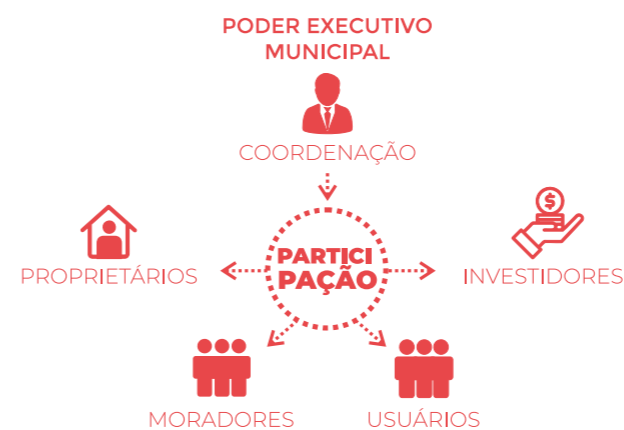 PODER EXECUTIVO
MUNICIPAL
COORDENAÇÃO
PARTICI
PAÇÃO
PROPRIETÁRIOS
$
INVESTIDORES
MORADORES
USUÁRIOS